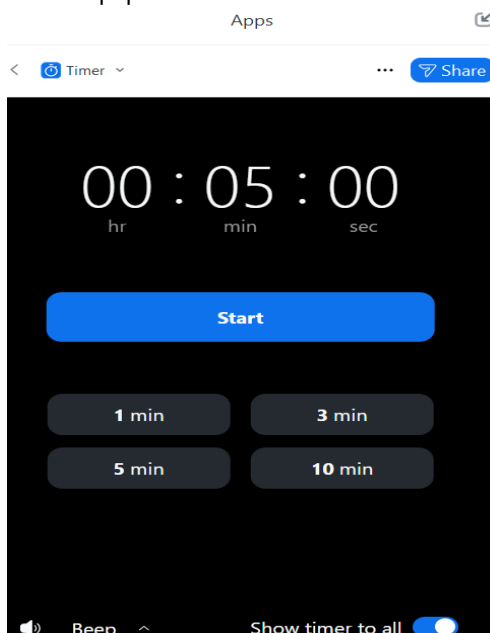 Apps
Timer
Share
00 : 05 : 00
hr min sec
Start
1 min 3 min
5 min 10 min
Beep Show timer to all